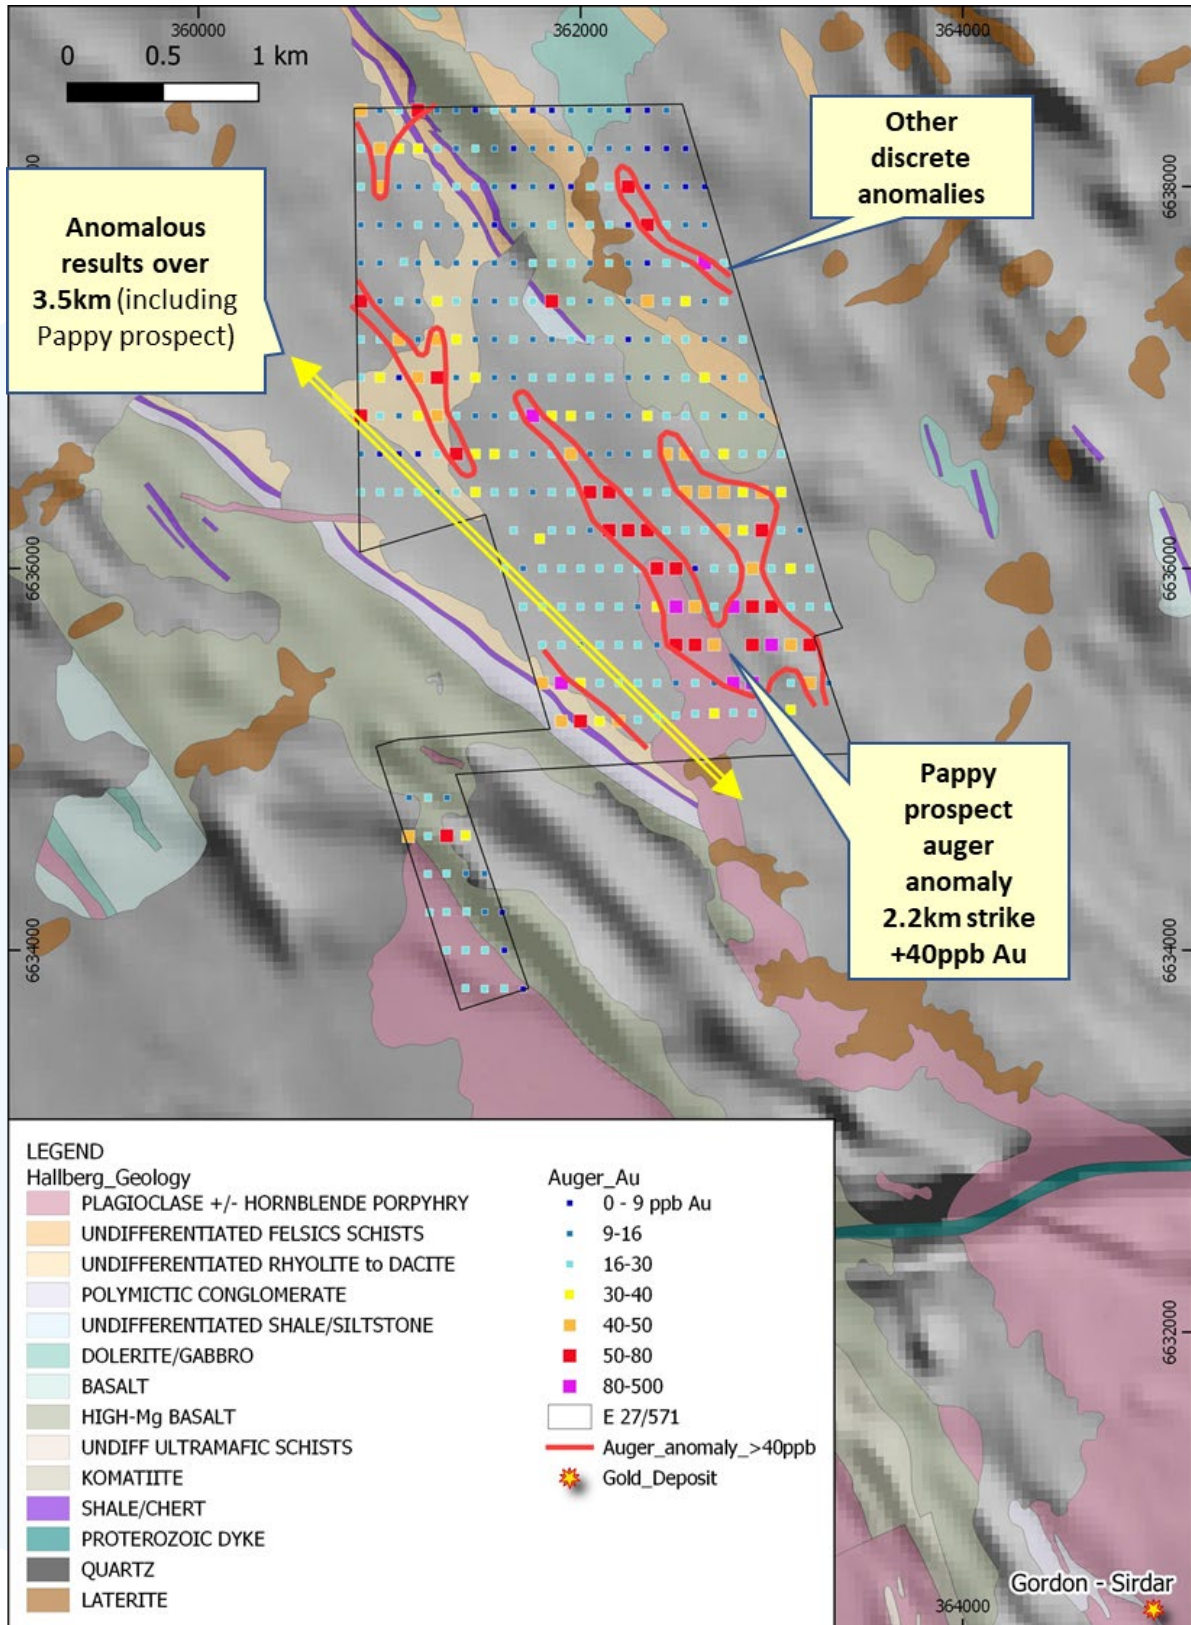 360000
362000
364000
0 0.5 1 km
Other
discrete
anomalies
6638000
Anomalous
results over
3.5km (including
Pappy prospect)
6636000
6636000
Pappy
prospect
auger
anomaly
2.2km strike
+40ppb Au
6634000
6634000
LEGEND
Hallberg_Geology
PLAGIOCLASE +/- HORNBLENDE PORPYHRY
UNDIFFERENTIATED FELSICS SCHISTS
UNDIFFERENTIATED RHYOLITE to DACITE
POLYMICTIC CONGLOMERATE
UNDIFFERENTIATED SHALE/SILTSTONE
DOLERITE/GABBRO
BASALT
HIGH-Mg BASALT
UNDIFF ULTRAMAFIC SCHISTS
KOMATIITE
SHALE/CHERT
PROTEROZOIC DYKE
QUARTZ
LATERITE
Auger_Au
0 - 9 ppb Au
9-16
16-30
30-40
40-50
50-80
80-500
E 27/571
Auger_anomaly_>40ppb
Gold_Deposit
6632000
Gordon - Sirdar
364000